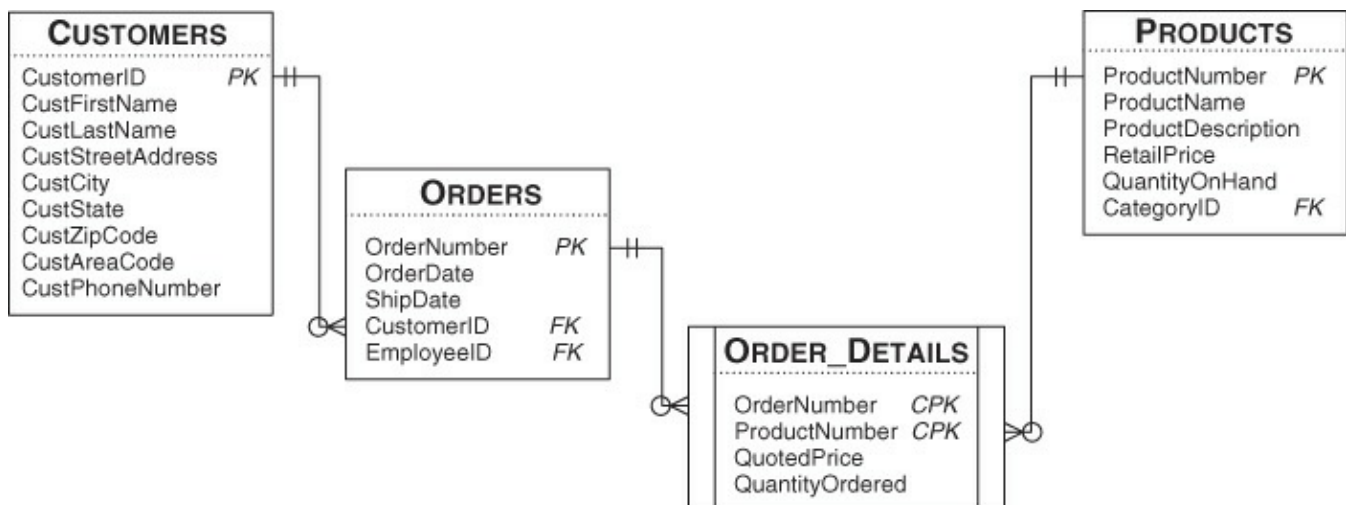 CUSTOMERS
CustomerID PK
CustFirstName
CustLastName
CustStreetAddress
CustCity
CustState
CustZipCode
CustAreaCode
CustPhoneNumber
ORDERS
OrderNumber PK
OrderDate
ShipDate
CustomerID FK
EmployeeID FK
ORDER_DETAILS
OrderNumber CPK
ProductNumber CPK
QuotedPrice
QuantityOrdered
PRODUCTS
ProductNumber PK
ProductName
ProductDescription
RetailPrice
QuantityOnHand
CategoryID FK